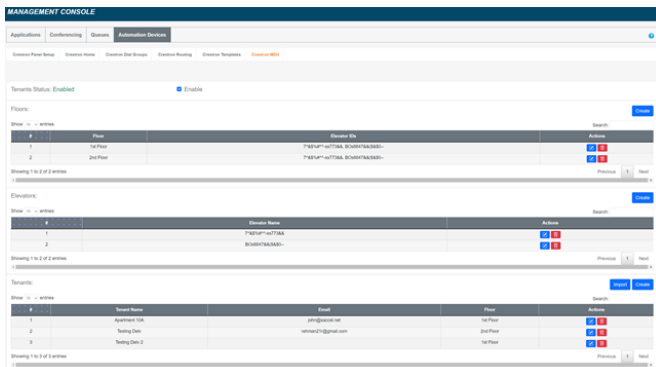 MANAGEMENT CONSOLE
Applications Conferencing Queues Automation Devices
Crestron Panel Setup Crestron Home Crestron Dial Groups Crestron Routing Crestron Templates Crestron MDU
Tenants Status: Enabled Enable
Floors:
Create
Show entries Search:
# Floor Elevator IDs Actions
1 1st Floor
2 2nd Floor
Showing 1 to 2 of 2 entries Previous 1 Next
Elevators:
Create
Show entries Search:
# Elevator Name Actions
1
2
Showing 1 to 2 of 2 entries Previous 1 Next
Tenants:
Import Create
Show entries Search:
# Tenant Name Email Floor Actions
1 Apartment 10A 1st Floor
2 Testing Delv 2nd Floor
3 Testing Delv 2 1st Floor
Showing 1 to 3 of 3 entries Previous 1 Next